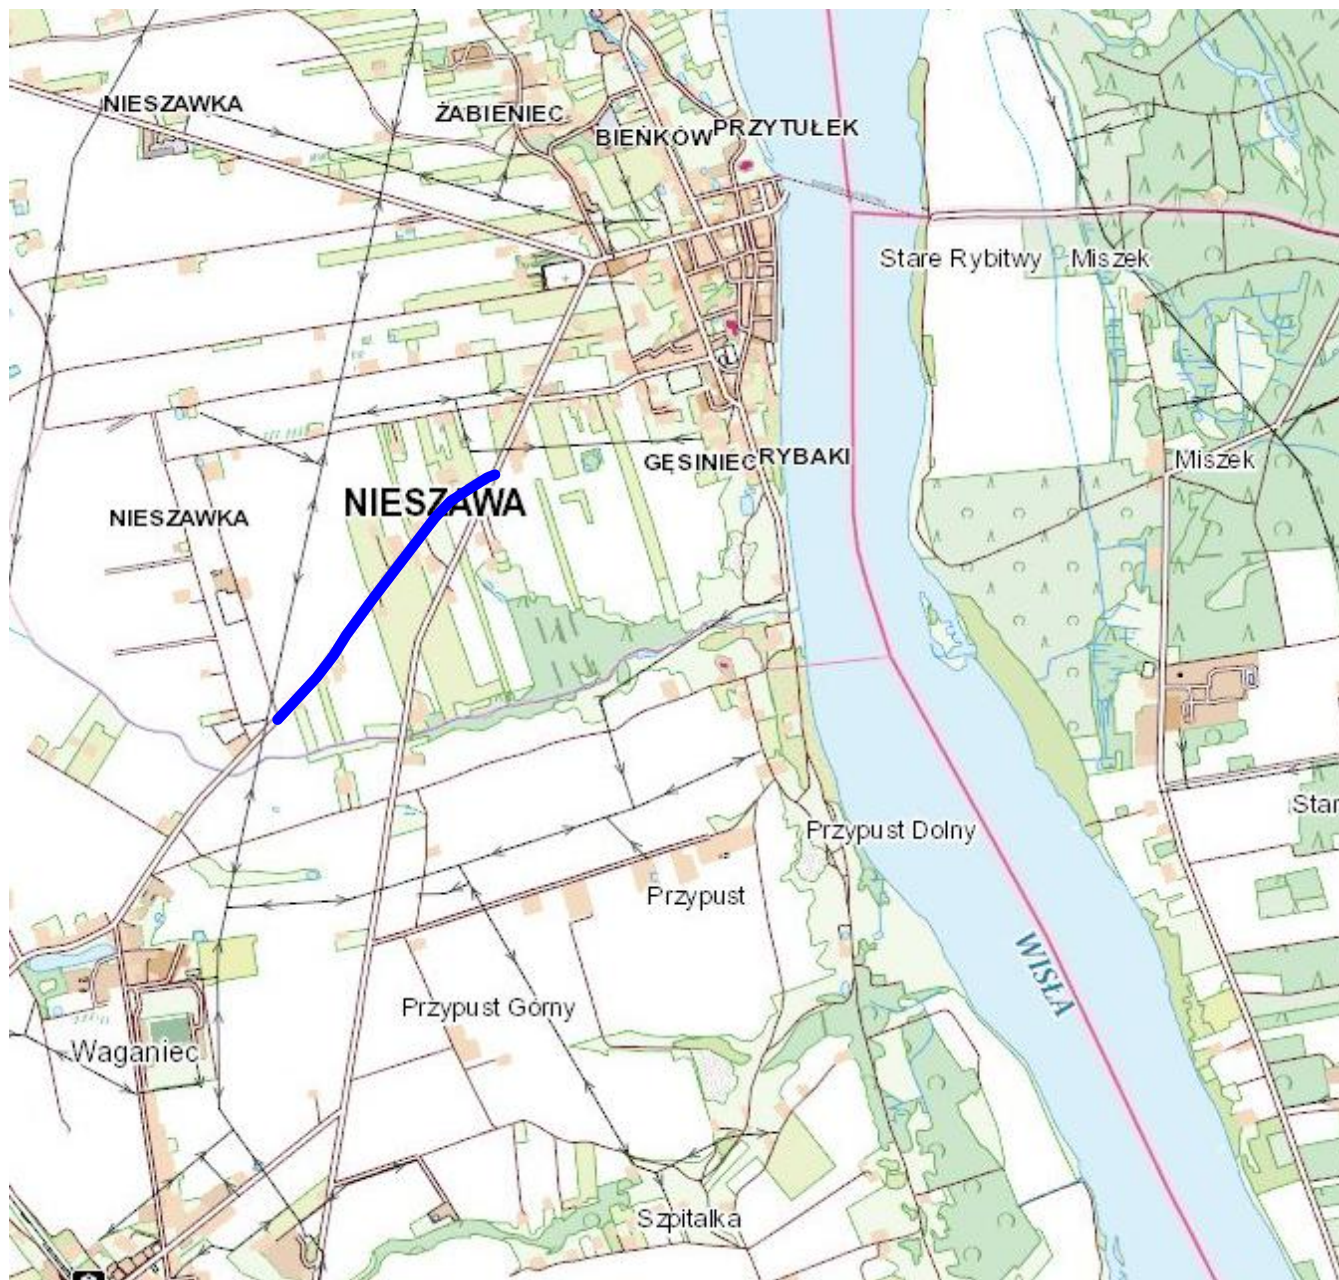 NIESZAWKA
ŻABIENIEC
BIEŃKÓW
PRZYTUŁEK
Stare Rybitwy
Miszek
GĘSINIEC
RYBAKI
Miszek
NIESZAWA
NIESZAWKA
Star
Przypust Dolny
Przypust
WISŁA
Przypust Górny
Waganiec
Szpitalka